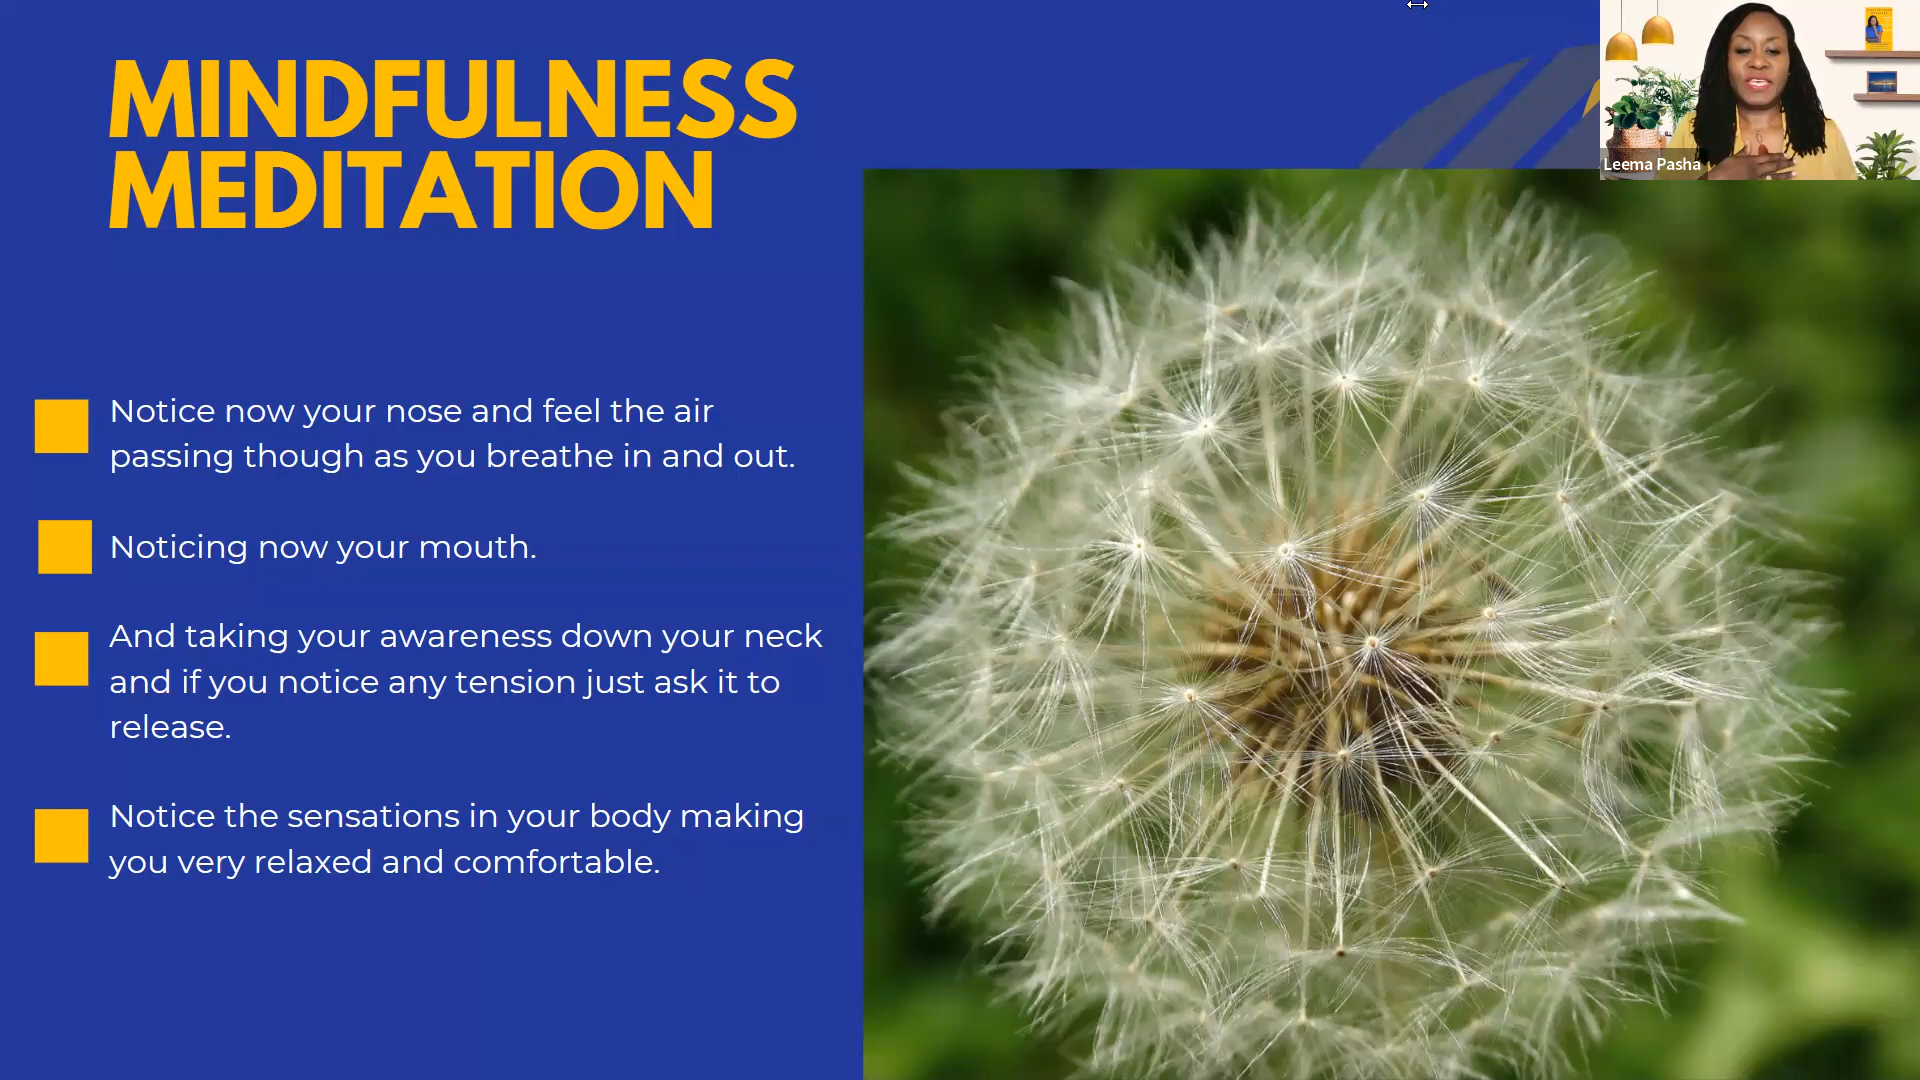 MINDFULNESS
MEDITATION
Notice now your nose and feel the air
passing though as you breathe in and out.
Noticing now your mouth.
And taking your awareness down your neck
and if you notice any tension just ask it to
release.
Notice the sensations in your body making
you very relaxed and comfortable.
Leema Pasha